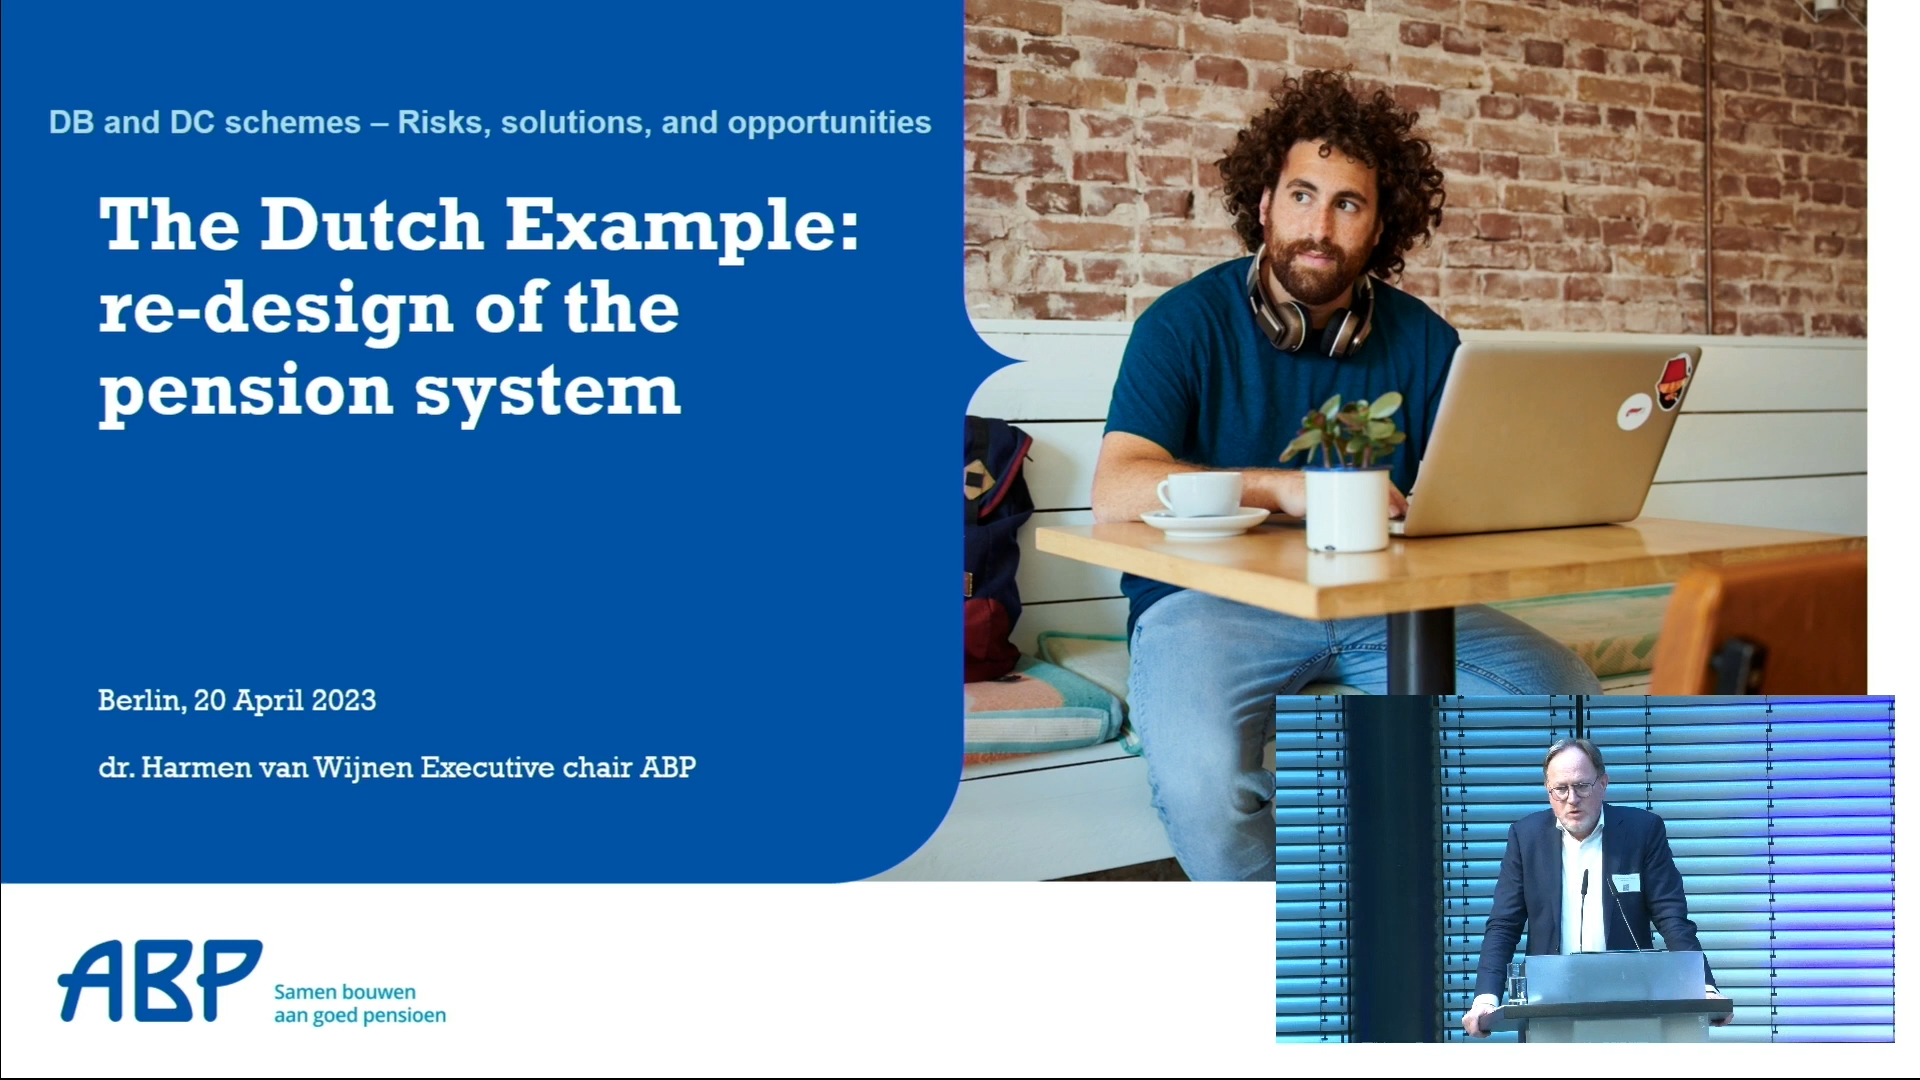 DB and DC schemes – Risks, solutions, and opportunities
The Dutch Example:
re-design of the
pension system
Berlin, 20 April 2023
dr. Harmen van Wijnen Executive chair ABP
ABP
Samen bouwen
aan goed pensioen